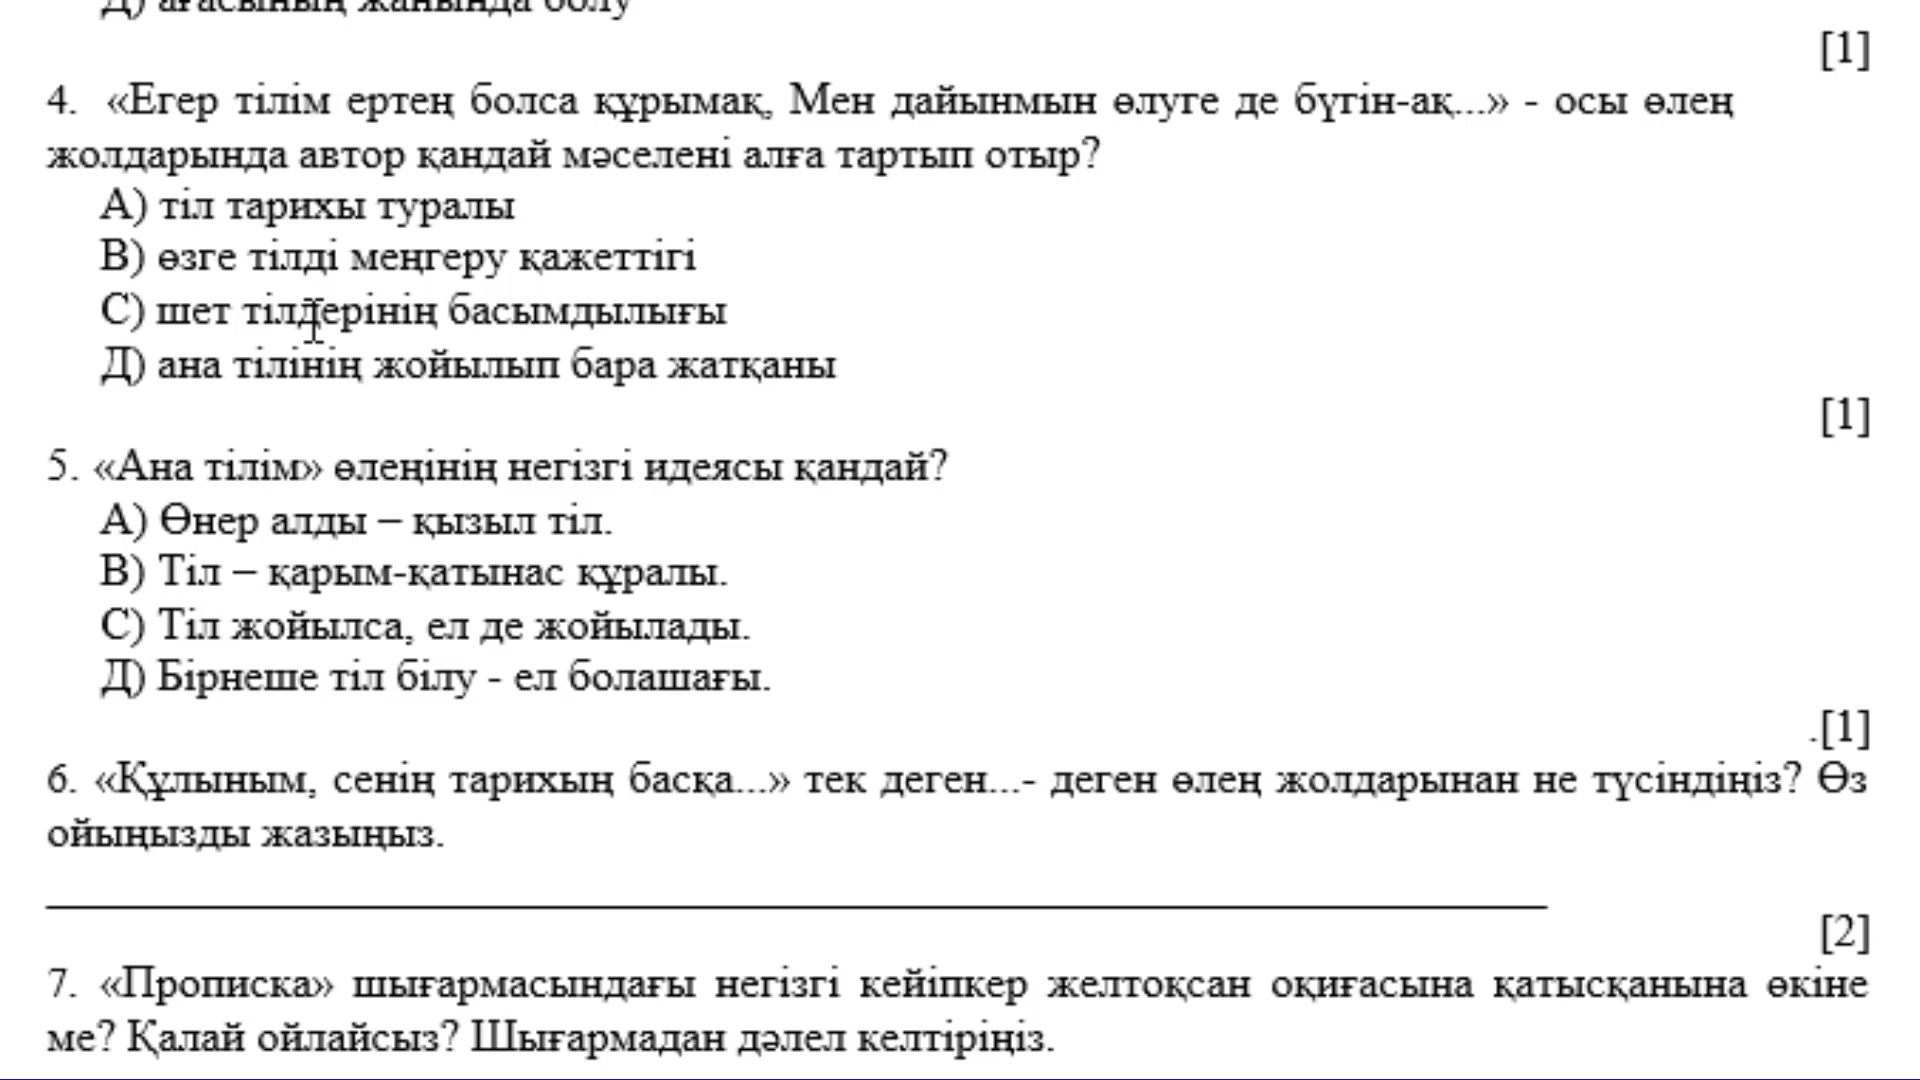 Д) ағасының жанында болу
[1]
4. «Егер тілім ертең болса құрымақ, Мен дайынмын өлуге де бүгін-ақ...» - осы өлең
жолдарында автор қандай мәселені алға тартып отыр?
А) тіл тарихы туралы
В) өзге тілді меңгеру қажеттігі
С) шет тілдерінің басымдылығы
Д) ана тілінің жойылып бара жатқаны
[1]
5. «Ана тілім» өлеңінің негізгі идеясы қандай?
А) Өнер алды – қызыл тіл.
В) Тіл – қарым-қатынас құралы.
С) Тіл жойылса, ел де жойылады.
Д) Бірнеше тіл білу - ел болашағы.
.[1]
6. «Құлыным, сенің тарихың басқа...» тек деген...- деген өлең жолдарынан не түсіндіңіз? Өз
ойыңызды жазыңыз.
[2]
7. «Прописка» шығармасындағы негізгі кейіпкер желтоқсан оқиғасына қатысқанына өкіне
ме? Қалай ойлайсыз? Шығармадан дәлел келтіріңіз.